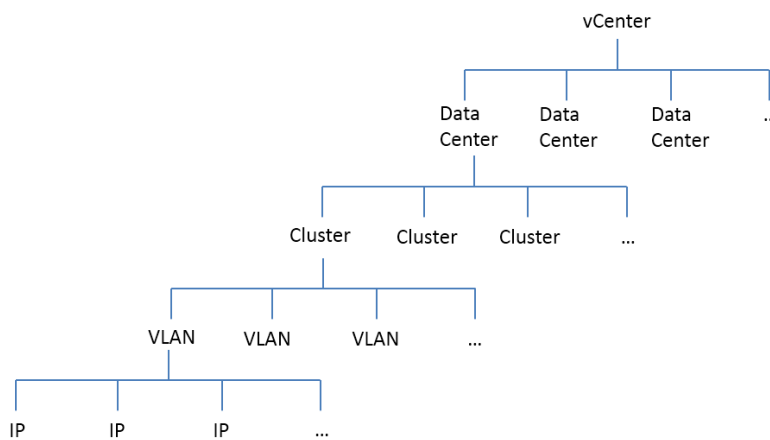 vCenter
Data Data Data ..
Center Center Center
Cluster Cluster Cluster ...
VLAN VLAN VLAN ...
IP IP IP ...